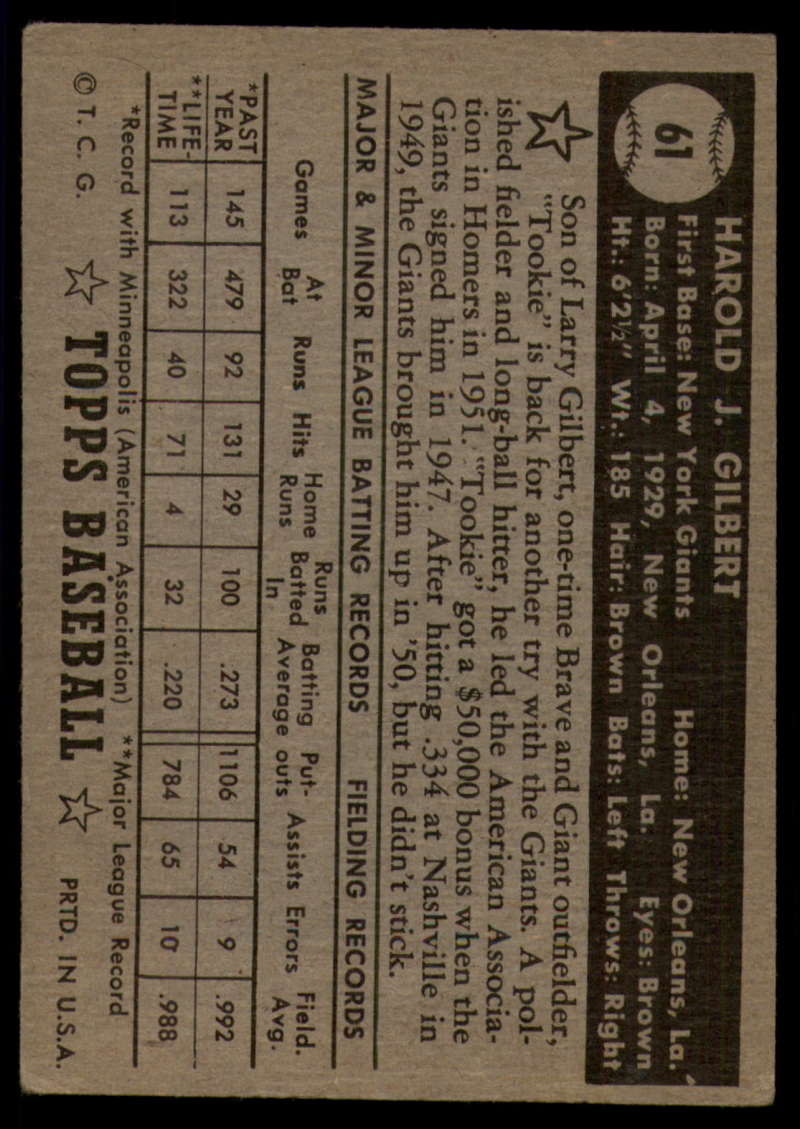 61
HAROLD J. GILBERT
First Base: New York Giants Home: New Orleans, La.
Born: April 4, 1929, New Orleans, La. Eyes: Brown
Ht.: 6'2½" Wt.: 185 Hair: Brown Bats: Left Throws: Right
Son of Larry Gilbert, one-time Brave and Giant outfielder,
"Tookie" is back for another try with the Giants. A pol-
ished fielder and long-ball hitter, he led the American Associa-
tion in Homers in 1951. "Tookie" got a $50,000 bonus when the
Giants signed him in 1947. After hitting .334 at Nashville in
1949, the Giants brought him up in '50, but he didn't stick.
MAJOR & MINOR LEAGUE BATTING RECORDS FIELDING RECORDS
Games At Bat Runs Hits Home Runs Runs Batted In Batting Average Put-outs Assists Errors Field. Avg.
*PAST YEAR 145 479 92 131 29 100 .273 1106 54 9 .992
**LIFE-TIME 113 322 40 71 4 32 .220 784 65 10 .988
*Record with Minneapolis (American Association) **Major League Record
© T. C. G. TOPPS BASEBALL PRTD. IN U.S.A.